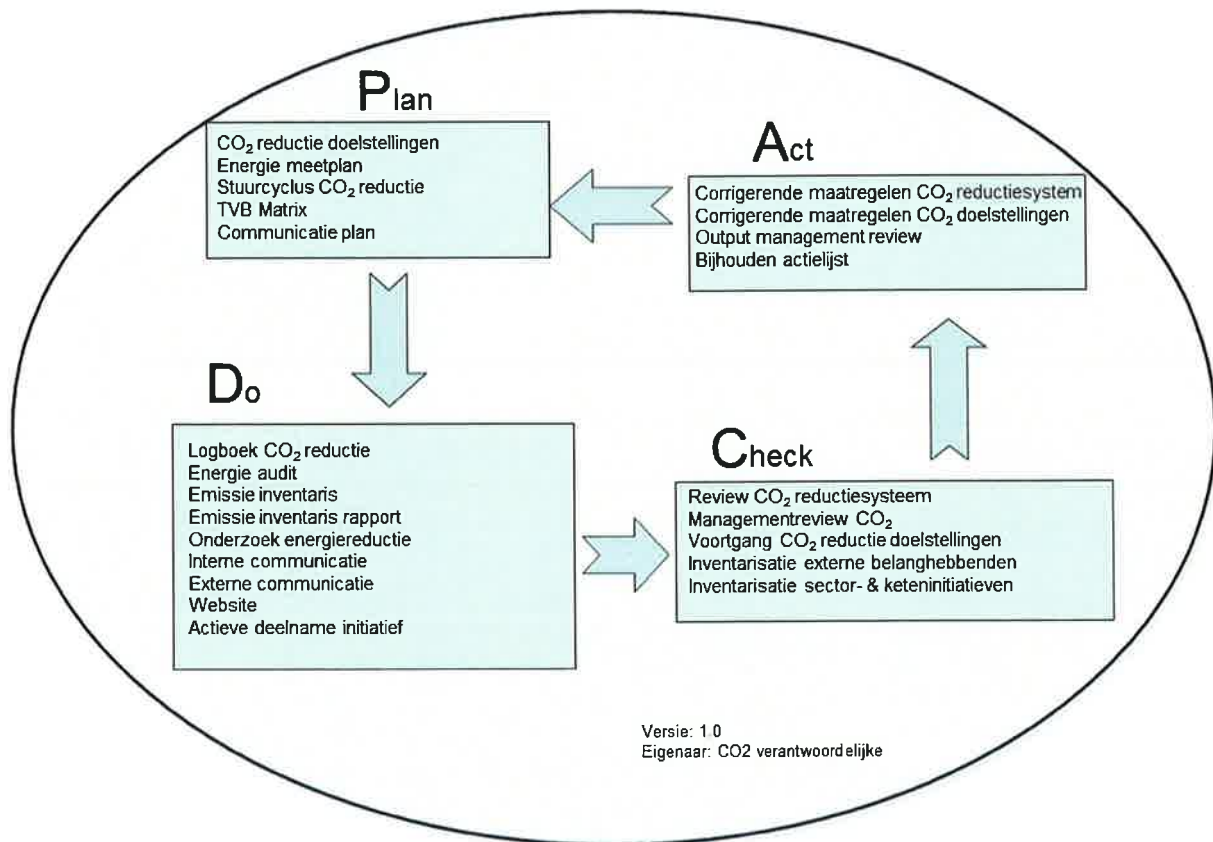 Plan
CO₂ reductie doelstellingen
Energie meetplan
Stuurcyclus CO₂ reductie
TVB Matrix
Communicatie plan
Act
Corrigerende maatregelen CO₂ reductiesystem
Corrigerende maatregelen CO₂ doelstellingen
Output management review
Bijhouden actielijst
Do
Logboek CO₂ reductie
Energie audit
Emissie inventaris
Emissie inventaris rapport
Onderzoek energiereductie
Interne communicatie
Externe communicatie
Website
Actieve deelname initiatief
Check
Review CO₂ reductiesysteem
Managementreview CO₂
Voortgang CO₂ reductie doelstellingen
Inventarisatie externe belanghebbenden
Inventarisatie sector- & keteninitiatieven
Versie: 1.0
Eigenaar: CO2 verantwoordelijke